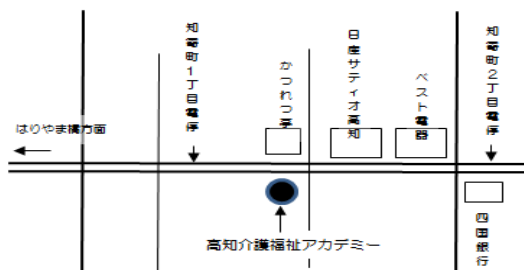 知寄町1丁目電停
かつれつ亭
日産サティオ高知
ベスト電器
知寄町2丁目電停
はりやま橋方面
四国銀行
高知介護福祉アカデミー